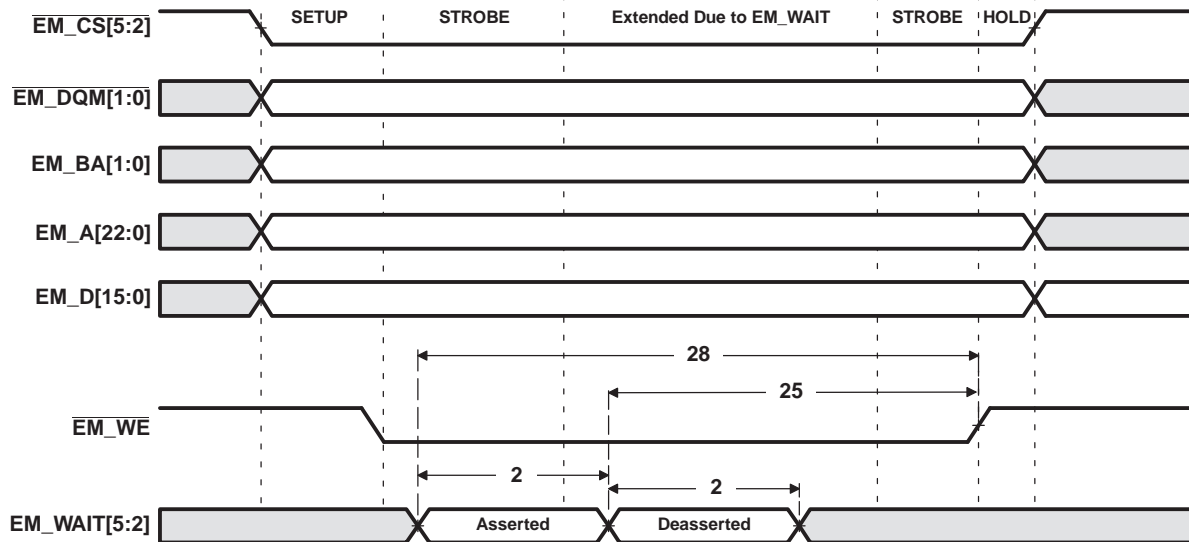 SETUP STROBE Extended Due to EM_WAIT STROBE HOLD
EM_CS[5:2]
EM_DQM[1:0]
EM_BA[1:0]
EM_A[22:0]
EM_D[15:0]
28
25
EM_WE
2
2
EM_WAIT[5:2] Asserted Deasserted